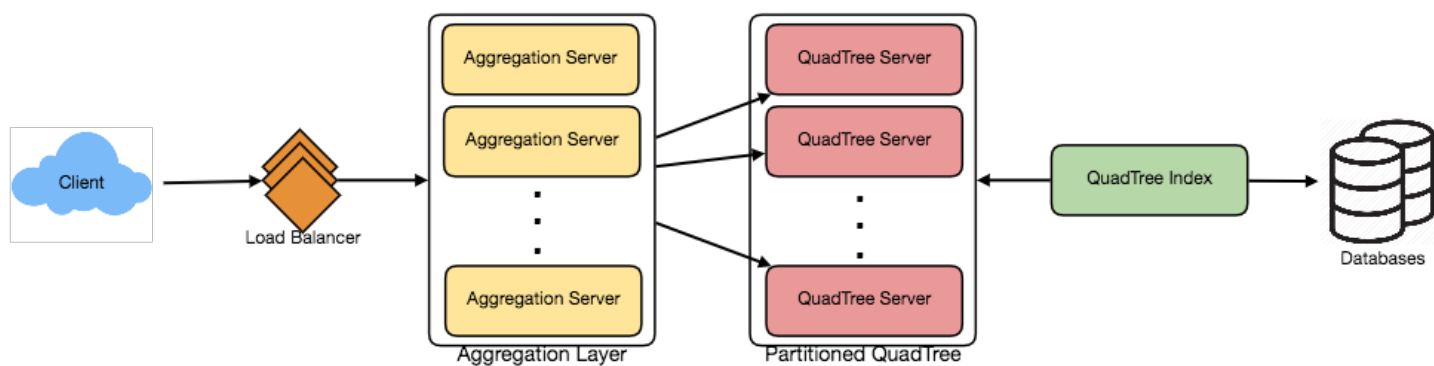 Client
Load Balancer
Aggregation Server
Aggregation Server
Aggregation Server
Aggregation Layer
QuadTree Server
QuadTree Server
QuadTree Server
Partitioned QuadTree
QuadTree Index
Databases